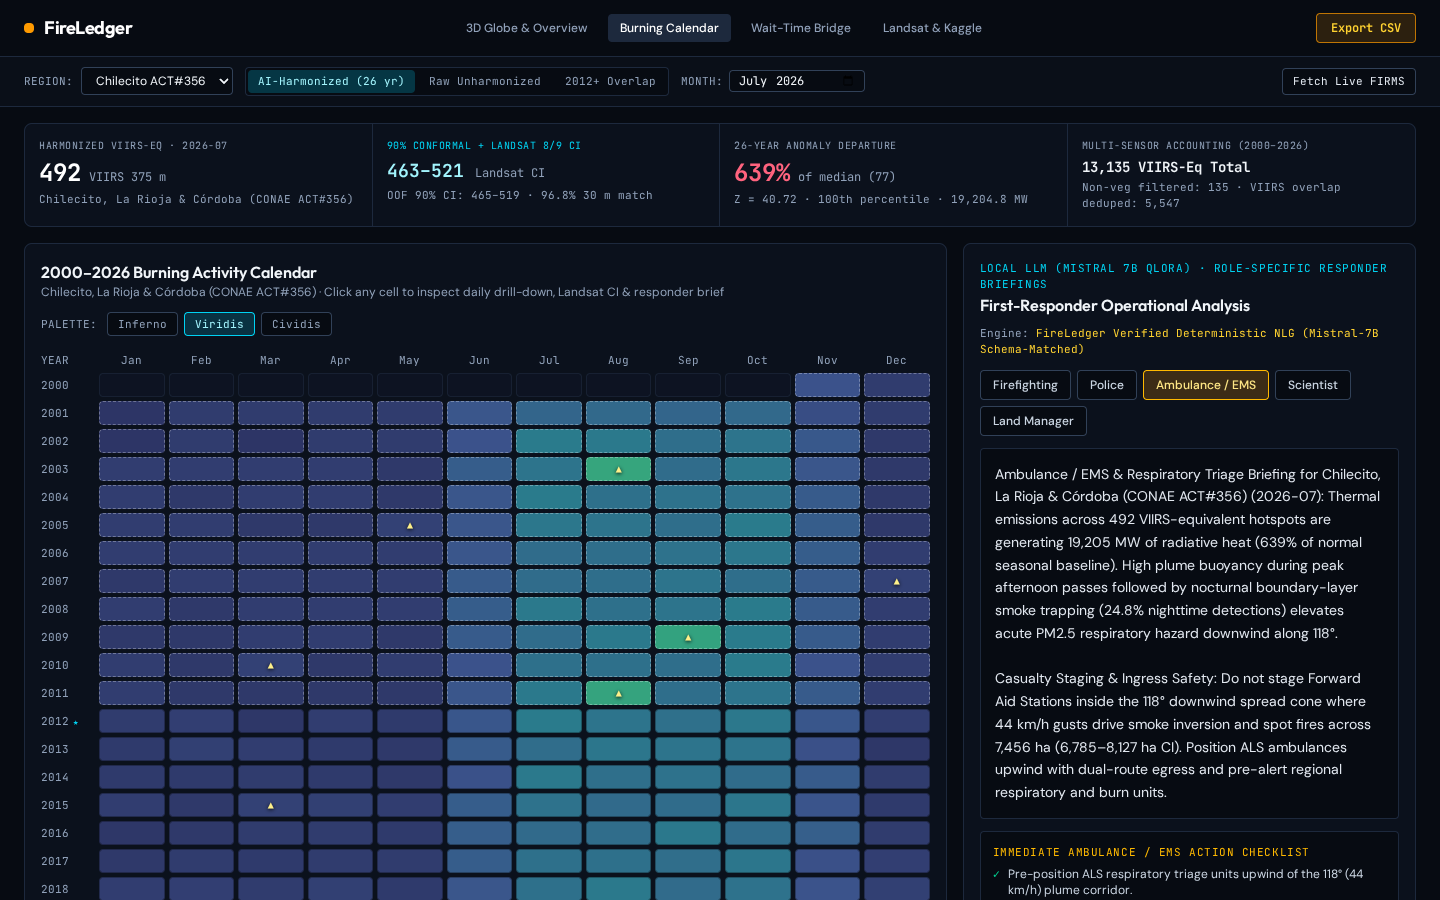 FireLedger
3D Globe & Overview
Burning Calendar
Wait-Time Bridge
Landsat & Kaggle
Export CSV
REGION:
Chilecito ACT#356
AI-Harmonized (26 yr)
Raw Unharmonized
2012+ Overlap
MONTH:
July 2026
Fetch Live FIRMS
HARMONIZED VIIRS-EQ · 2026-07
492 VIIRS 375 m
Chilecito, La Rioja & Córdoba (CONAE ACT#356)
90% CONFORMAL + LANDSAT 8/9 CI
463–521 Landsat CI
OOF 90% CI: 465–519 · 96.8% 30 m match
26-YEAR ANOMALY DEPARTURE
639% of median (77)
Z = 40.72 · 100th percentile · 19,204.8 MW
MULTI-SENSOR ACCOUNTING (2000–2026)
13,135 VIIRS-Eq Total
Non-veg filtered: 135 · VIIRS overlap
deduped: 5,547
2000–2026 Burning Activity Calendar
Chilecito, La Rioja & Córdoba (CONAE ACT#356) · Click any cell to inspect daily drill-down, Landsat CI & responder brief
PALETTE:
Inferno
Viridis
Cividis
YEAR Jan Feb Mar Apr May Jun Jul Aug Sep Oct Nov Dec
2000
2001
2002
2003 ▲
2004
2005 ▲
2006
2007 ▲
2008
2009 ▲
2010 ▲
2011 ▲
2012 ★
2013
2014
2015 ▲
2016
2017
2018
LOCAL LLM (MISTRAL 7B QLORA) · ROLE-SPECIFIC RESPONDER
BRIEFINGS
First-Responder Operational Analysis
Engine: FireLedger Verified Deterministic NLG (Mistral-7B
Schema-Matched)
Firefighting
Police
Ambulance / EMS
Scientist
Land Manager
Ambulance / EMS & Respiratory Triage Briefing for Chilecito,
La Rioja & Córdoba (CONAE ACT#356) (2026-07): Thermal
emissions across 492 VIIRS-equivalent hotspots are
generating 19,205 MW of radiative heat (639% of normal
seasonal baseline). High plume buoyancy during peak
afternoon passes followed by nocturnal boundary-layer
smoke trapping (24.8% nighttime detections) elevates
acute PM2.5 respiratory hazard downwind along 118°.
Casualty Staging & Ingress Safety: Do not stage Forward
Aid Stations inside the 118° downwind spread cone where
44 km/h gusts drive smoke inversion and spot fires across
7,456 ha (6,785–8,127 ha CI). Position ALS ambulances
upwind with dual-route egress and pre-alert regional
respiratory and burn units.
IMMEDIATE AMBULANCE / EMS ACTION CHECKLIST
✓ Pre-position ALS respiratory triage units upwind of the 118° (44
km/h) plume corridor.